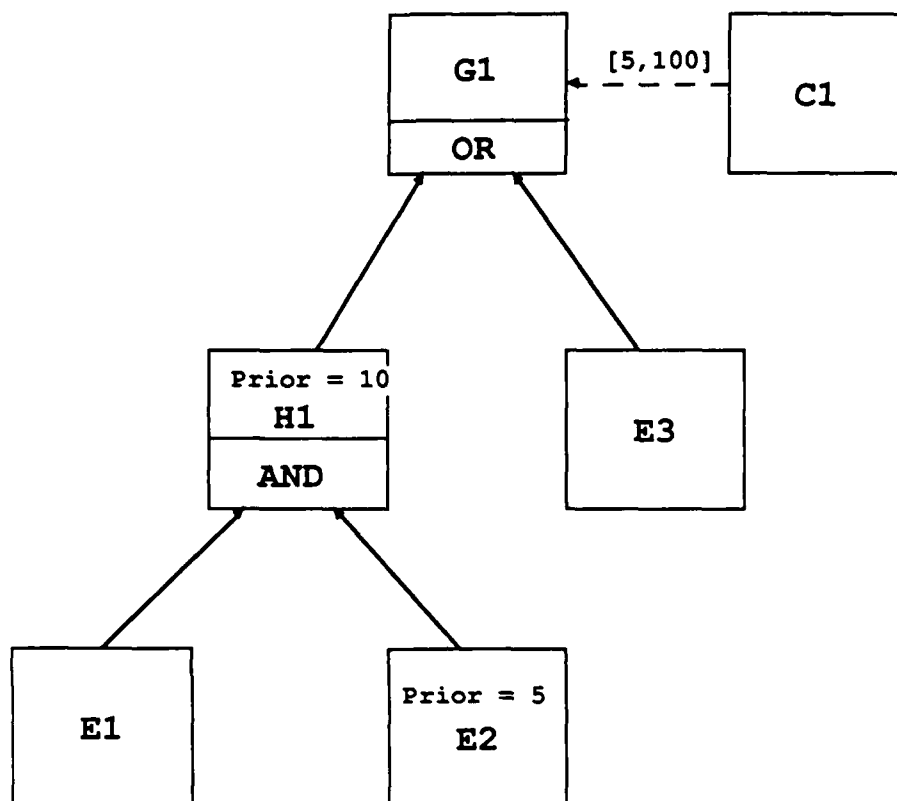 G1
[5,100]
C1
OR
Prior = 10
H1
E3
AND
E1
Prior = 5
E2